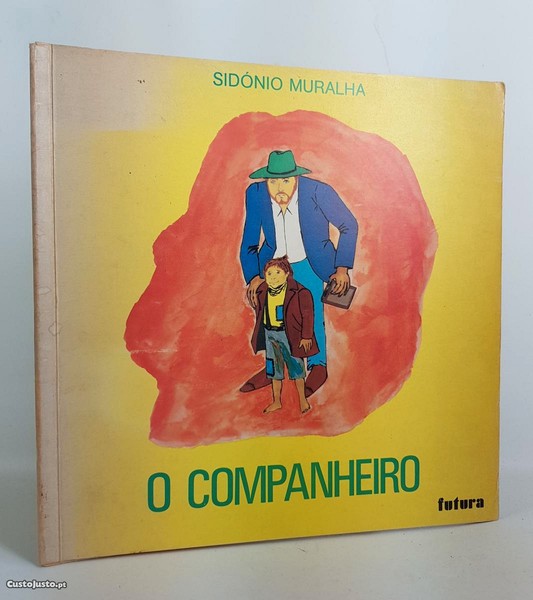 SIDÓNIO MURALHA
O COMPANHEIRO
futura
CustoJusto.pt